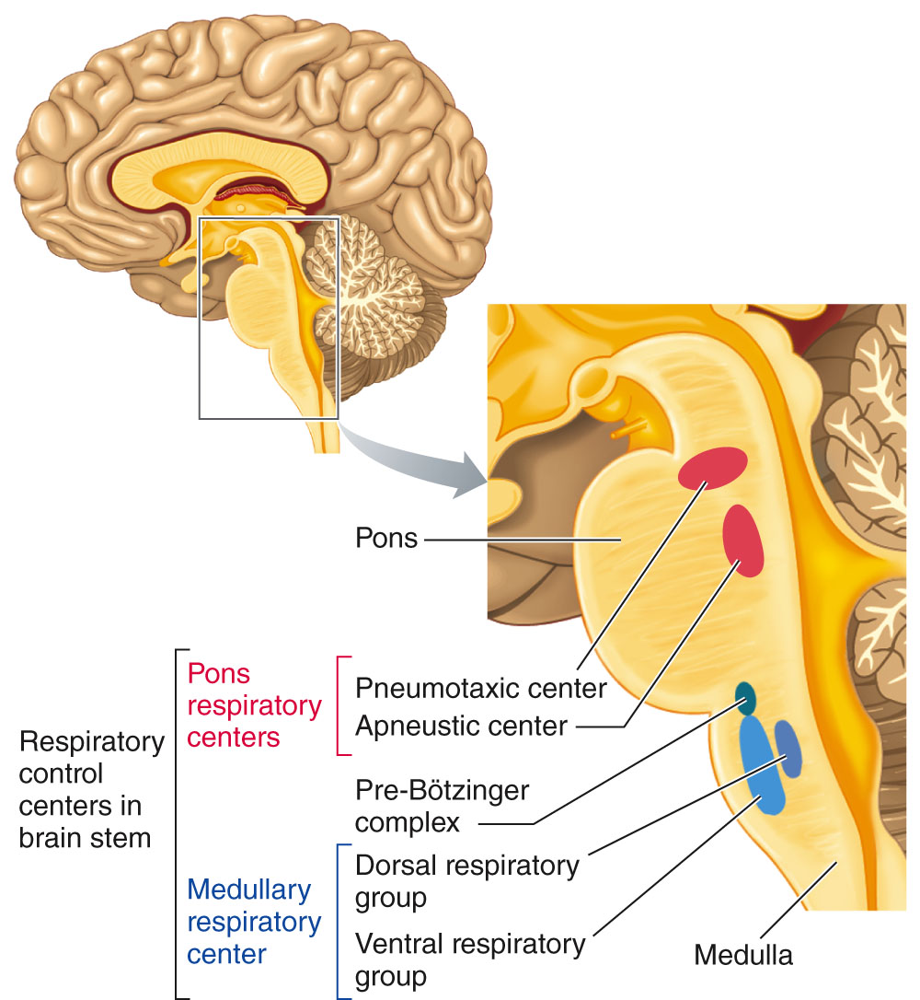 Pons
Pons
respiratory
centers
Pneumotaxic center
Apneustic center
Respiratory
control
centers in
brain stem
Pre-Bötzinger
complex
Medullary
respiratory
center
Dorsal respiratory
group
Ventral respiratory
group
Medulla